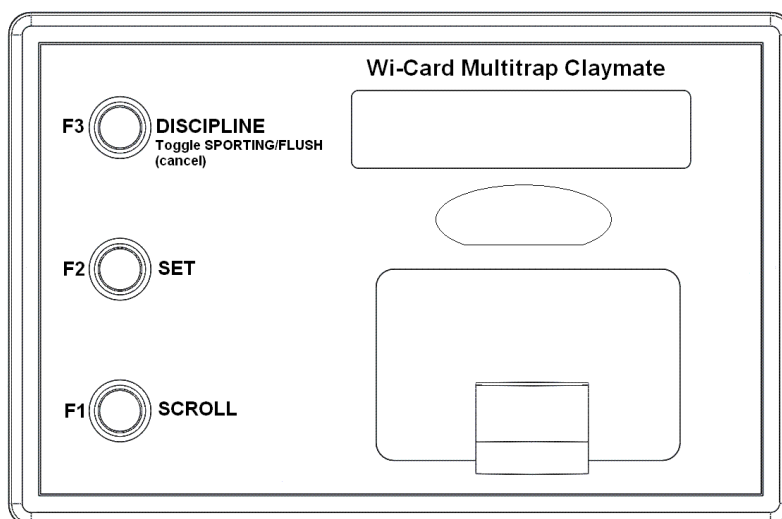 Wi-Card Multitrap Claymate
F3 DISCIPLINE
Toggle SPORTING/FLUSH
(cancel)
F2 SET
F1 SCROLL